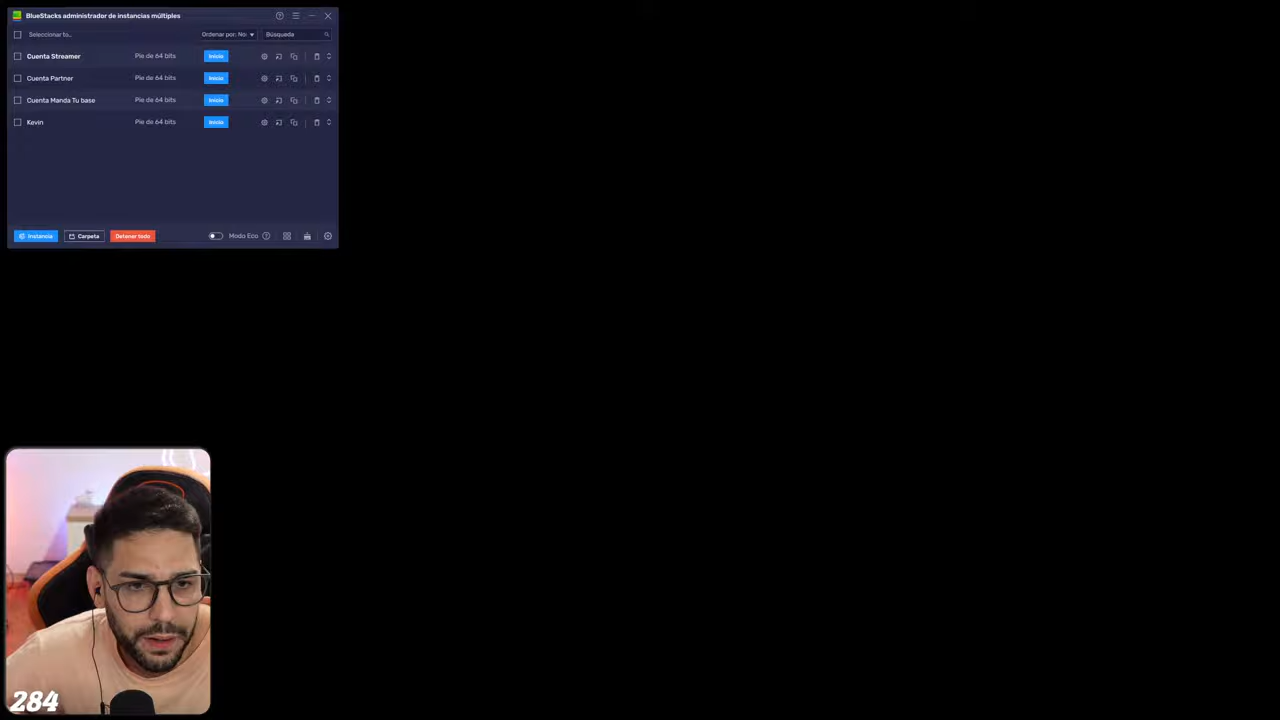 BlueStacks administrador de instancias múltiples
Seleccionar to.. Ordenar por: No: Búsqueda
Cuenta Streamer Pie de 64 bits Inicio
Cuenta Partner Pie de 64 bits Inicio
Cuenta Manda Tu base Pie de 64 bits Inicio
Kevin Pie de 64 bits Inicio
Instancia Carpeta Detener todo Modo Eco
284